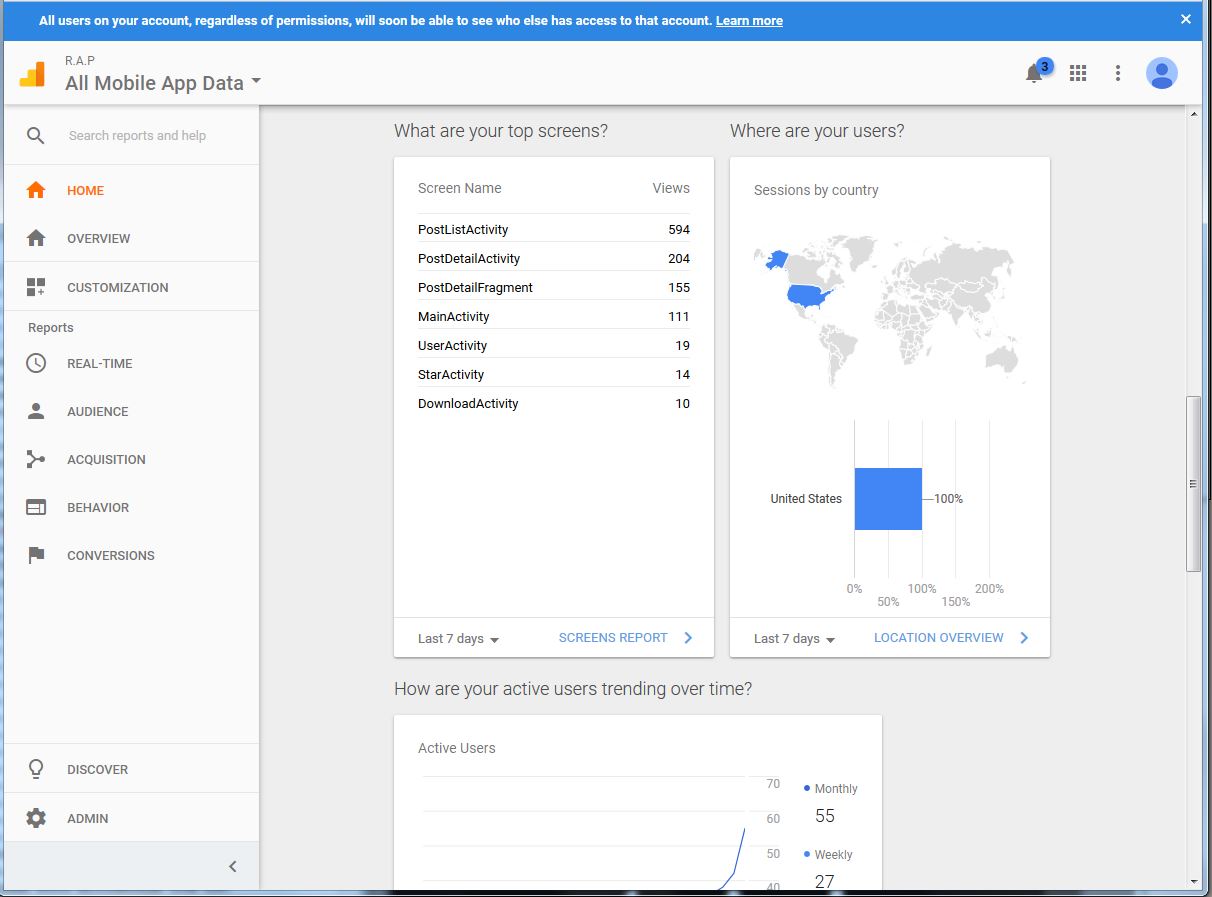 All users on your account, regardless of permissions, will soon be able to see who else has access to that account. Learn more
R.A.P
All Mobile App Data
3
Search reports and help
HOME
OVERVIEW
CUSTOMIZATION
Reports
REAL-TIME
AUDIENCE
ACQUISITION
BEHAVIOR
CONVERSIONS
DISCOVER
ADMIN
What are your top screens?
Screen Name Views
PostListActivity 594
PostDetailActivity 204
PostDetailFragment 155
MainActivity 111
UserActivity 19
StarActivity 14
DownloadActivity 10
Last 7 days SCREENS REPORT
Where are your users?
Sessions by country
United States 100%
0% 100% 200%
50% 150%
Last 7 days LOCATION OVERVIEW
How are your active users trending over time?
Active Users
70
60
50
40
Monthly
55
Weekly
27